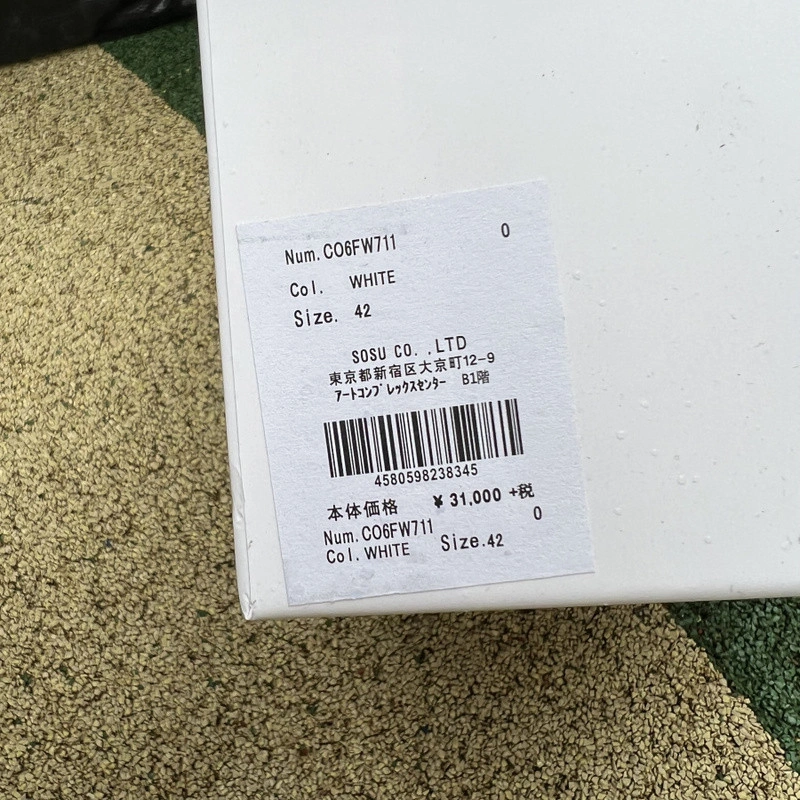 Num.CO6FW711 0
Col. WHITE
Size. 42
SOSU CO. ,LTD
東京都新宿区大京町12-9
アートコンプレックスセンター B1階
4580598238345
本体価格 ¥ 31,000 +税
Num.CO6FW711 0
Col.WHITE Size.42